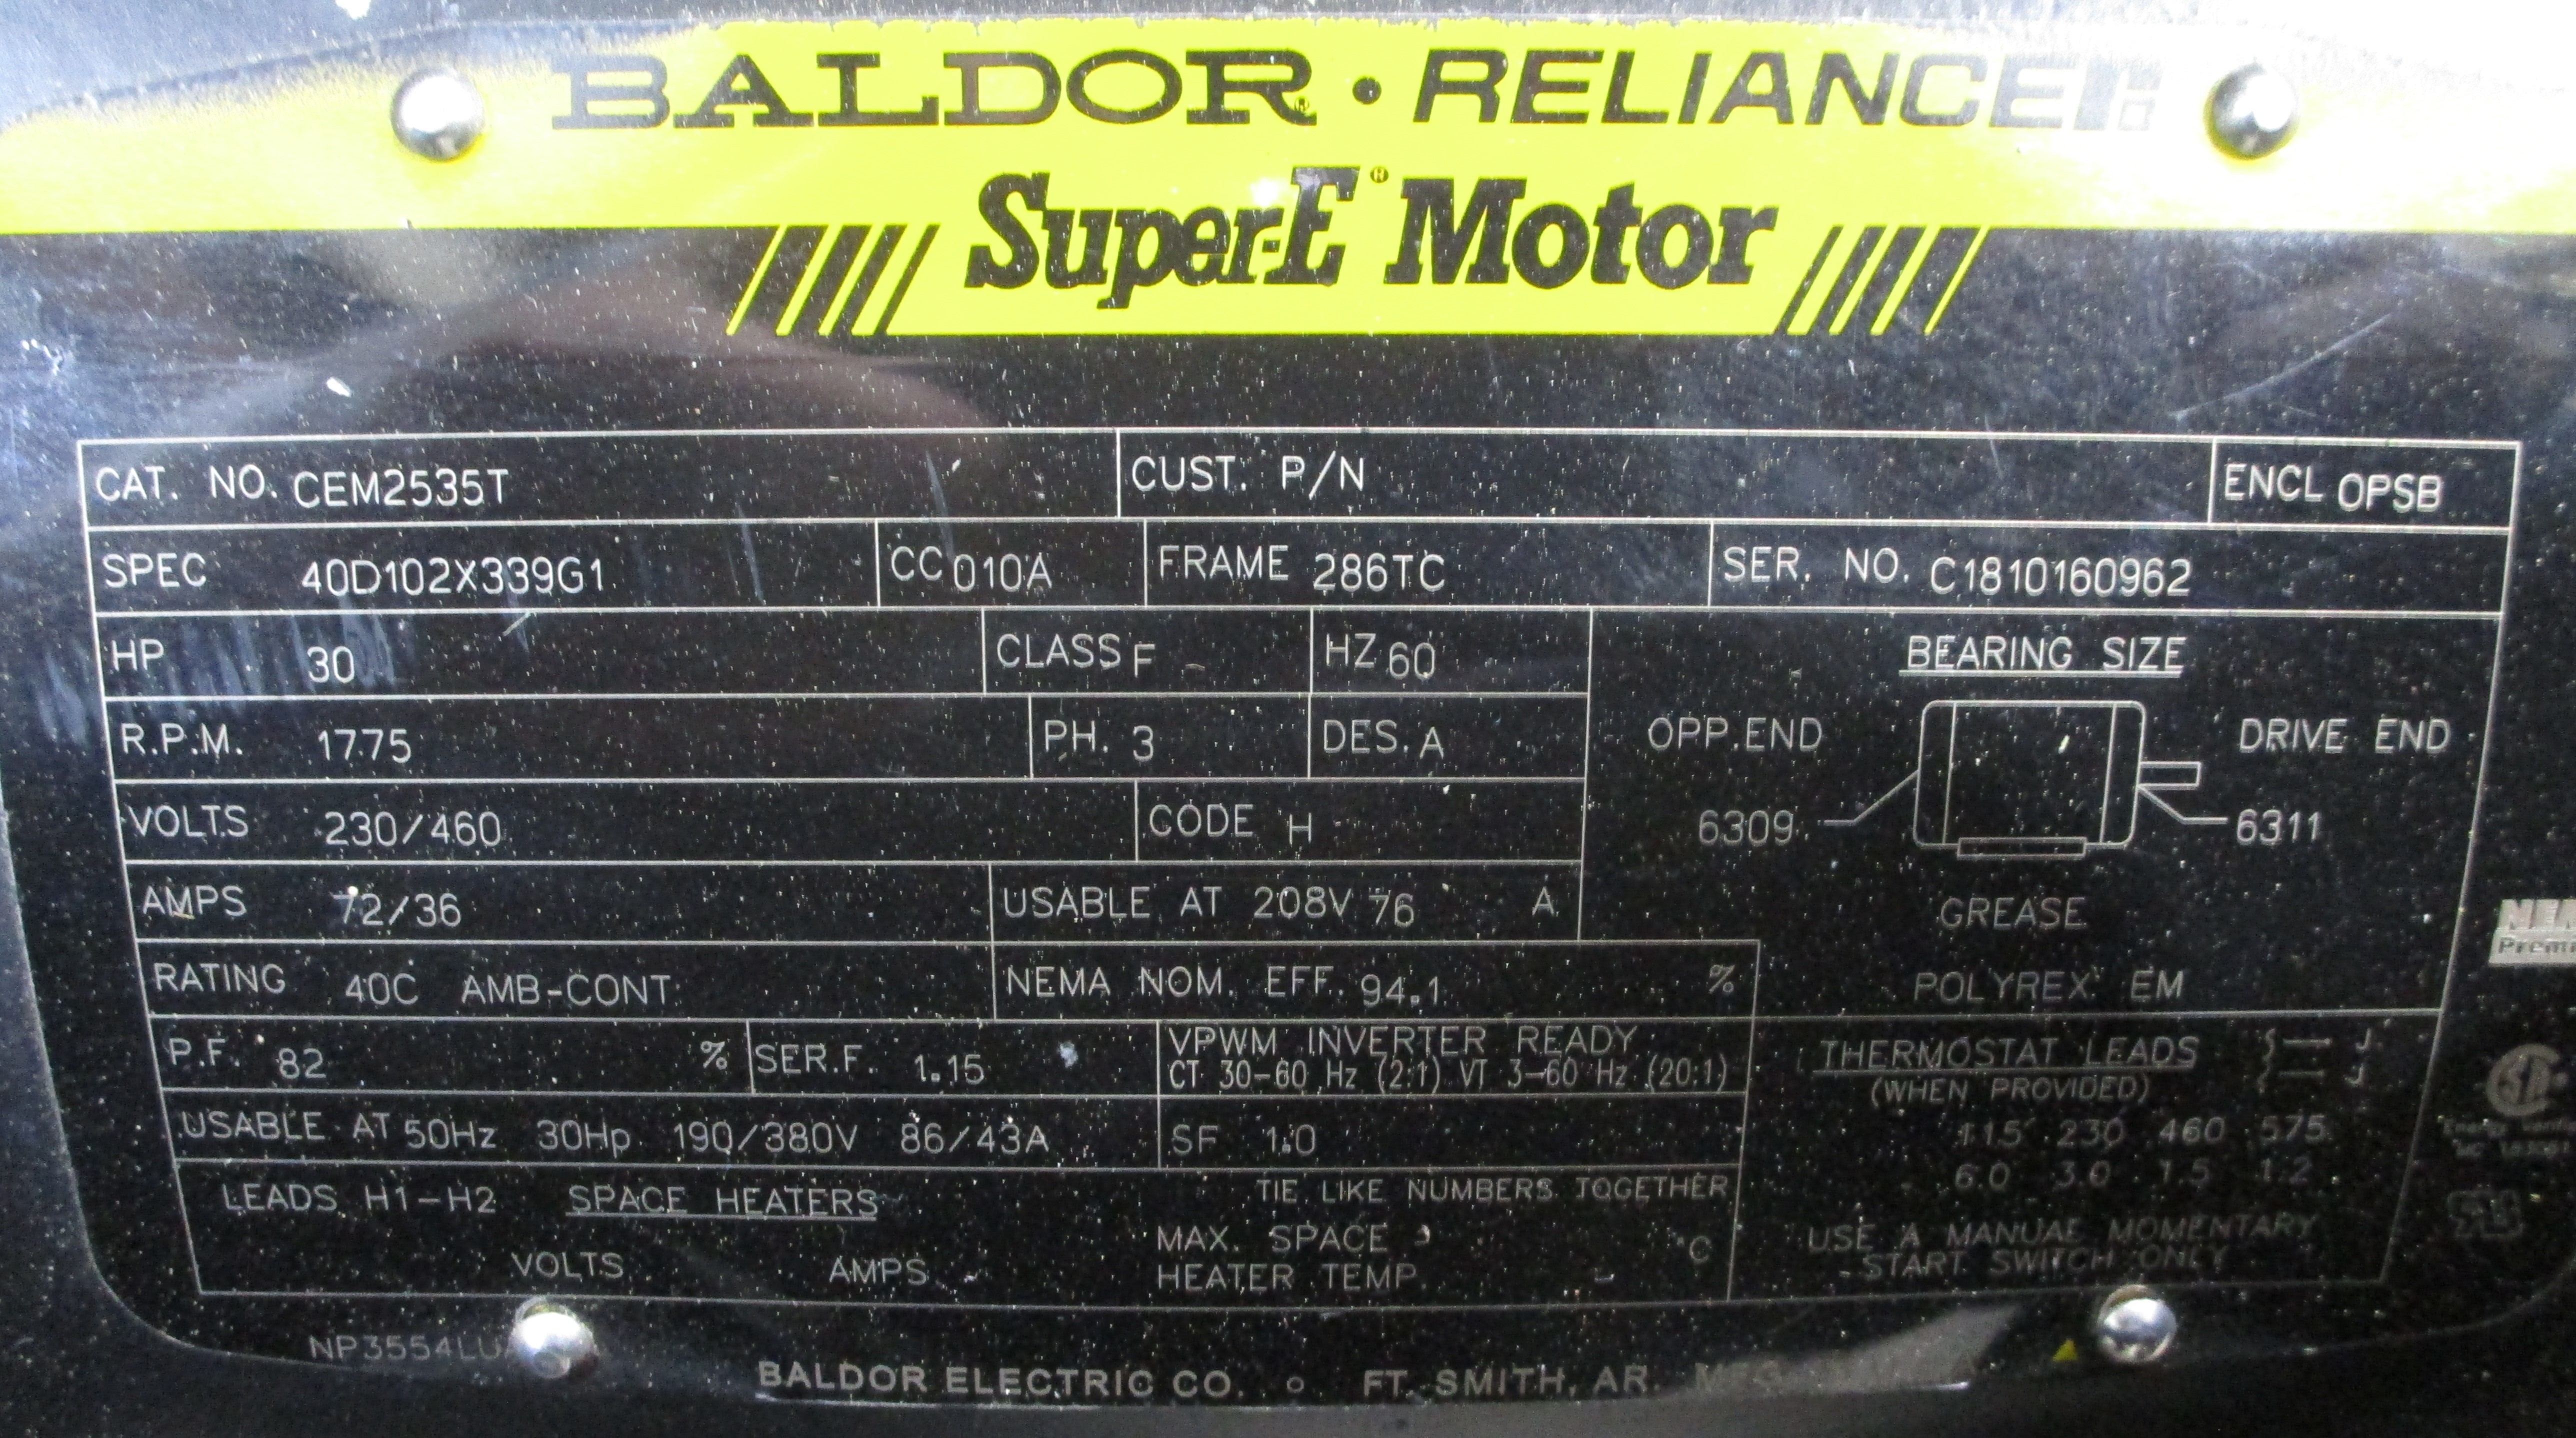 BALDOR • RELIANCE
Super-E Motor
CAT. NO. CEM2535T CUST. P/N ENCL OPSB
SPEC 40D102X339G1 CC 010A FRAME 286TC SER. NO. C1810160962
HP 30 CLASS F HZ 60 BEARING SIZE
R.P.M. 1775 PH. 3 DES. A OPP.END DRIVE END
VOLTS 230/460 CODE H 6309 6311
AMPS 72/36 USABLE AT 208V 76 A GREASE
RATING 40C AMB-CONT NEMA NOM. EFF. 94.1 % POLYREX EM
P.F. 82 % SER.F. 1.15 VPWM INVERTER READY
CT 30-60 Hz (2:1) VT 3-60 Hz (20:1)
THERMOSTAT LEADS J
(WHEN PROVIDED) J
USABLE AT 50Hz 30Hp 190/380V 86/43A SF 1.0
115 230 460 575
6.0 3.0 1.5 1.2
LEADS H1-H2 SPACE HEATERS TIE LIKE NUMBERS TOGETHER
VOLTS AMPS MAX. SPACE
HEATER TEMP. °C
USE A MANUAL MOMENTARY
START SWITCH ONLY
NP3554LU
BALDOR ELECTRIC CO. FT. SMITH, AR.